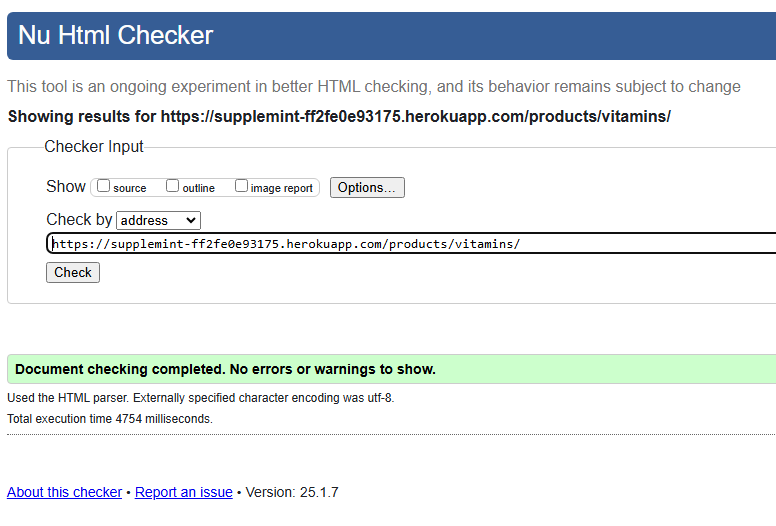 Nu Html Checker
This tool is an ongoing experiment in better HTML checking, and its behavior remains subject to change
Showing results for https://supplemint-ff2fe0e93175.herokuapp.com/products/vitamins/
Checker Input
Show source outline image report Options...
Check by address
https://supplemint-ff2fe0e93175.herokuapp.com/products/vitamins/
Check
Document checking completed. No errors or warnings to show.
Used the HTML parser. Externally specified character encoding was utf-8.
Total execution time 4754 milliseconds.
About this checker • Report an issue • Version: 25.1.7